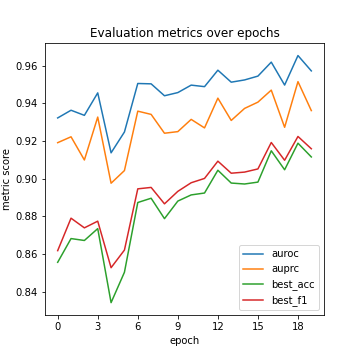 Evaluation metrics over epochs
metric score
0.96
0.94
0.92
0.90
0.88
0.86
0.84
auroc
auprc
best_acc
best_f1
0 3 6 9 12 15 18
epoch